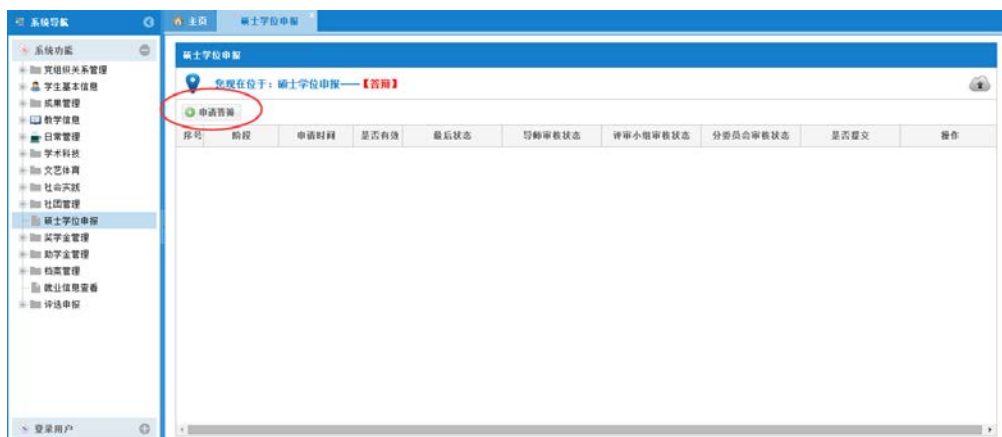 系统导航
主页
硕士学位申报
系统功能
党组织关系管理
学生基本信息
成果管理
教学信息
日常管理
学术科技
文艺体育
社会实践
社团管理
硕士学位申报
奖学金管理
助学金管理
档案管理
就业信息查看
评选申报
登录用户
硕士学位申报
您现在位于：硕士学位申报——【答辩】
申请答辩
序号 阶段 申请时间 是否有效 最后状态 导师审核状态 评审小组审核状态 分委员会审核状态 是否提交 操作